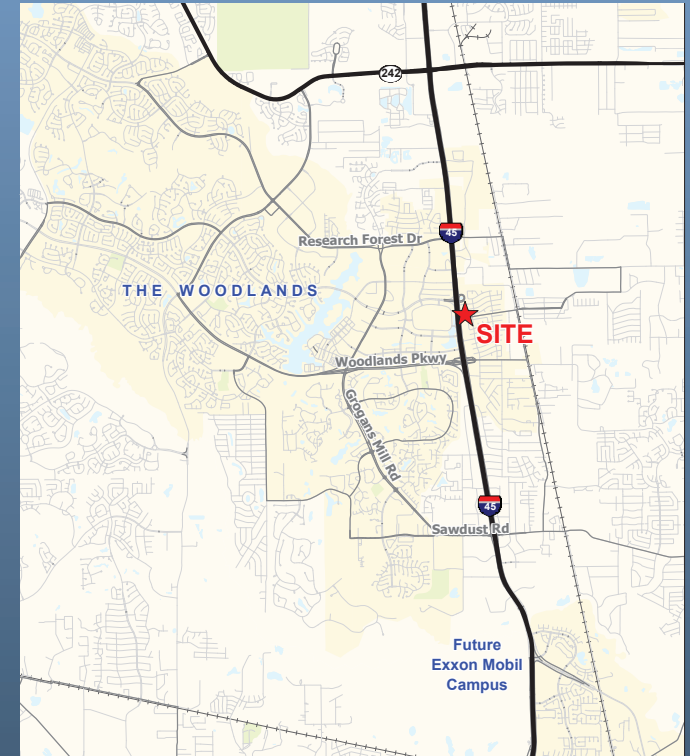 242
Research Forest Dr
45
THE WOODLANDS
SITE
Woodlands Pkwy
Grogans Mill Rd
45
Sawdust Rd
Future
Exxon Mobil
Campus